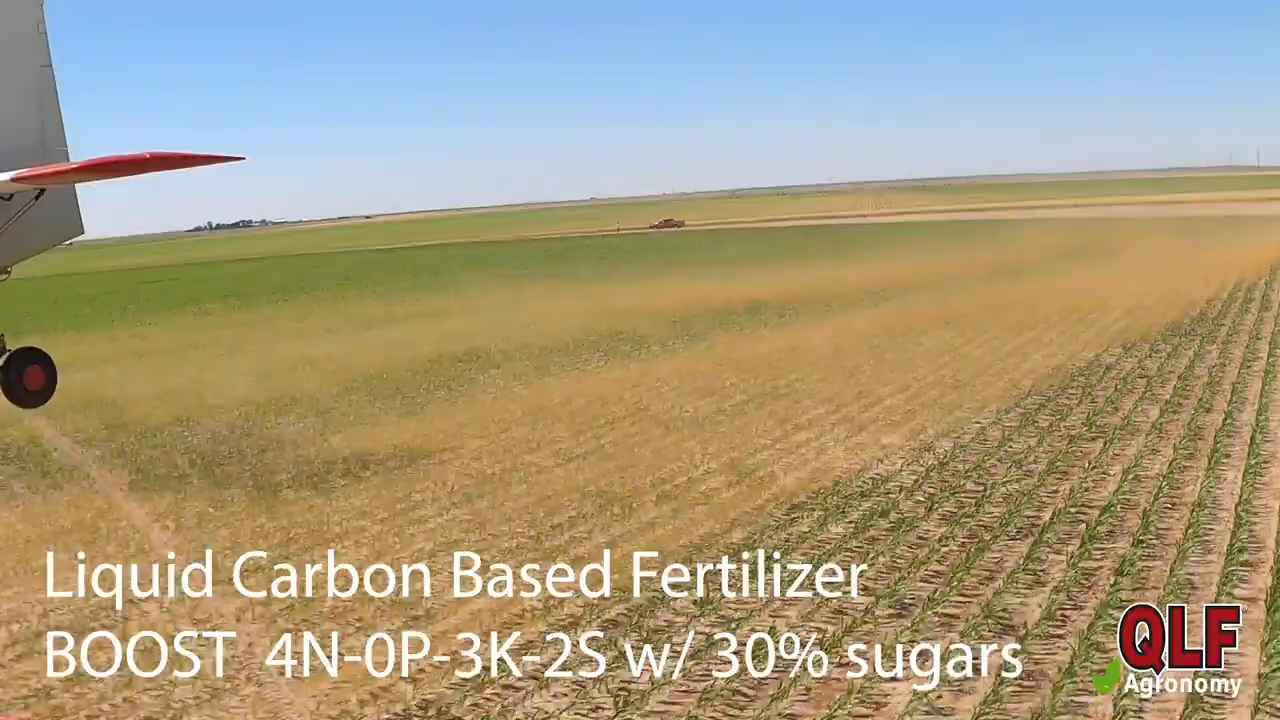 Liquid Carbon Based Fertilizer
BOOST 4N-0P-3K-2S w/ 30% sugars
QLF
Agronomy